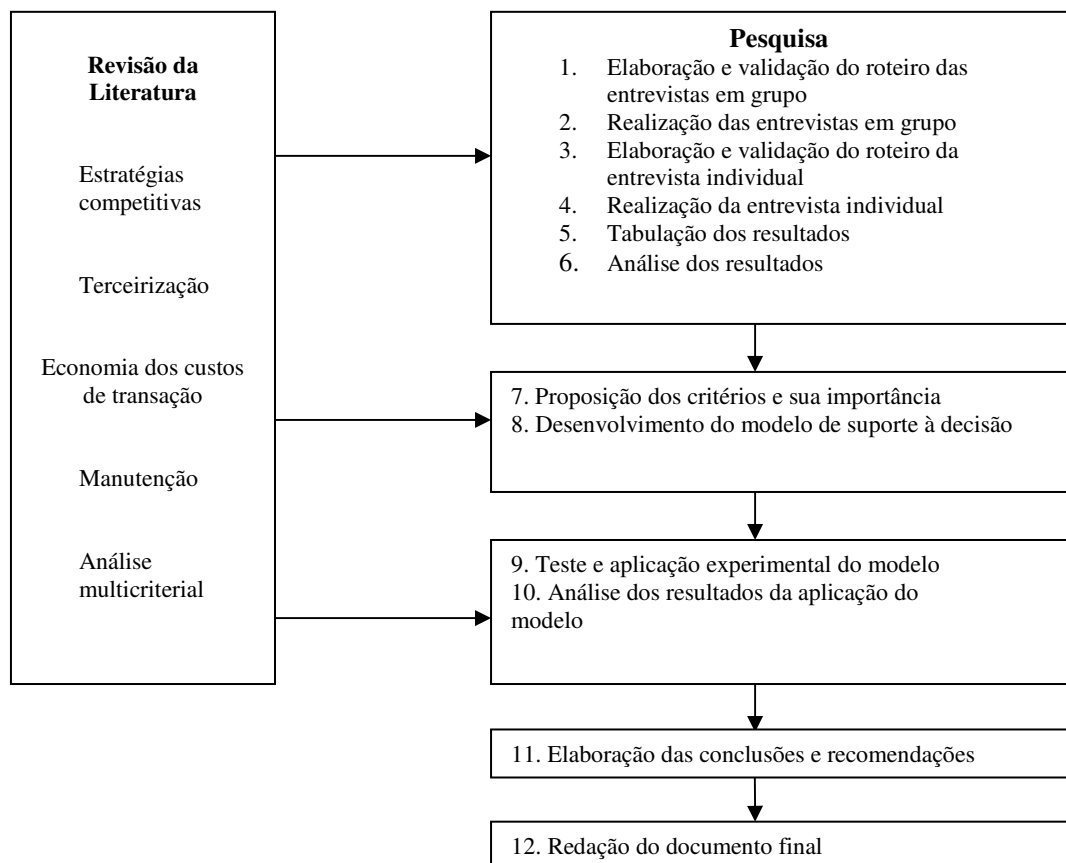 Revisão da
Literatura
Estratégias
competitivas
Terceirização
Economia dos custos
de transação
Manutenção
Análise
multicriterial
Pesquisa
1. Elaboração e validação do roteiro das
entrevistas em grupo
2. Realização das entrevistas em grupo
3. Elaboração e validação do roteiro da
entrevista individual
4. Realização da entrevista individual
5. Tabulação dos resultados
6. Análise dos resultados
7. Proposição dos critérios e sua importância
8. Desenvolvimento do modelo de suporte à decisão
9. Teste e aplicação experimental do modelo
10. Análise dos resultados da aplicação do
modelo
11. Elaboração das conclusões e recomendações
12. Redação do documento final